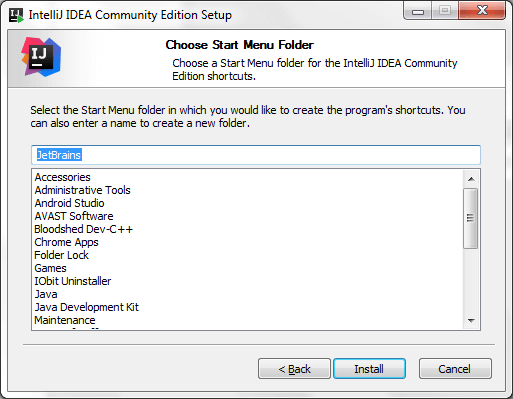 IntelliJ IDEA Community Edition Setup
IJ
Choose Start Menu Folder
Choose a Start Menu folder for the IntelliJ IDEA Community
Edition shortcuts.
Select the Start Menu folder in which you would like to create the program's shortcuts. You
can also enter a name to create a new folder.
JetBrains
Accessories
Administrative Tools
Android Studio
AVAST Software
Bloodshed Dev-C++
Chrome Apps
Folder Lock
Games
IObit Uninstaller
Java
Java Development Kit
Maintenance
< Back
Install
Cancel